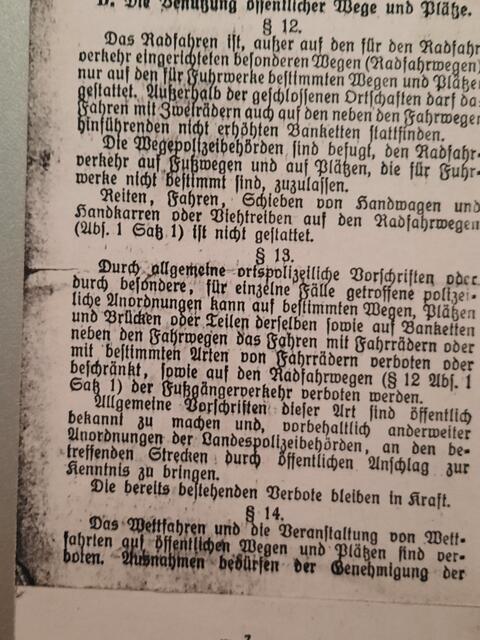 D. Die Benutzung öffentlicher Wege und Plätze.
§ 12.
Das Radfahren ist, außer auf den für den Radfahr-
verkehr eingerichteten besonderen Wegen (Radfahrwegen)
nur auf den für Fuhrwerke bestimmten Wegen und Plätzen
gestattet. Außerhalb der geschlossenen Ortschaften darf das
Fahren mit Zweirädern auch auf den neben den Fahrwegen
hinführenden nicht erhöhten Banketten stattfinden.
Die Wegepolizeibehörden sind befugt, den Radfahr-
verkehr auf Fußwegen und auf Plätzen, die für Fuhr-
werke nicht bestimmt sind, zuzulassen.
Reiten, Fahren, Schieben von Handwagen und
Handkarren oder Viehtreiben auf den Radfahrwegen
(Abs. 1 Satz 1) ist nicht gestattet.
§ 13.
Durch allgemeine ortspolizeiliche Vorschriften oder
durch besondere, für einzelne Fälle getroffene polizei-
liche Anordnungen kann auf bestimmten Wegen, Plätzen
und Brücken oder Teilen derselben sowie auf Banketten
neben den Fahrwegen das Fahren mit Fahrrädern oder
mit bestimmten Arten von Fahrrädern verboten oder
beschränkt, sowie auf den Radfahrwegen (§ 12 Abs. 1
Satz 1) der Fußgängerverkehr verboten werden.
Allgemeine Vorschriften dieser Art sind öffentlich
bekannt zu machen und, vorbehaltlich anderweiter
Anordnungen der Landespolizeibehörden, an den be-
treffenden Strecken durch öffentlichen Anschlag zur
Kenntnis zu bringen.
Die bereits bestehenden Verbote bleiben in Kraft.
§ 14.
Das Wettfahren und die Veranstaltung von Wett-
fahrten auf öffentlichen Wegen und Plätzen sind ver-
boten. Ausnahmen bedürfen der Genehmigung der